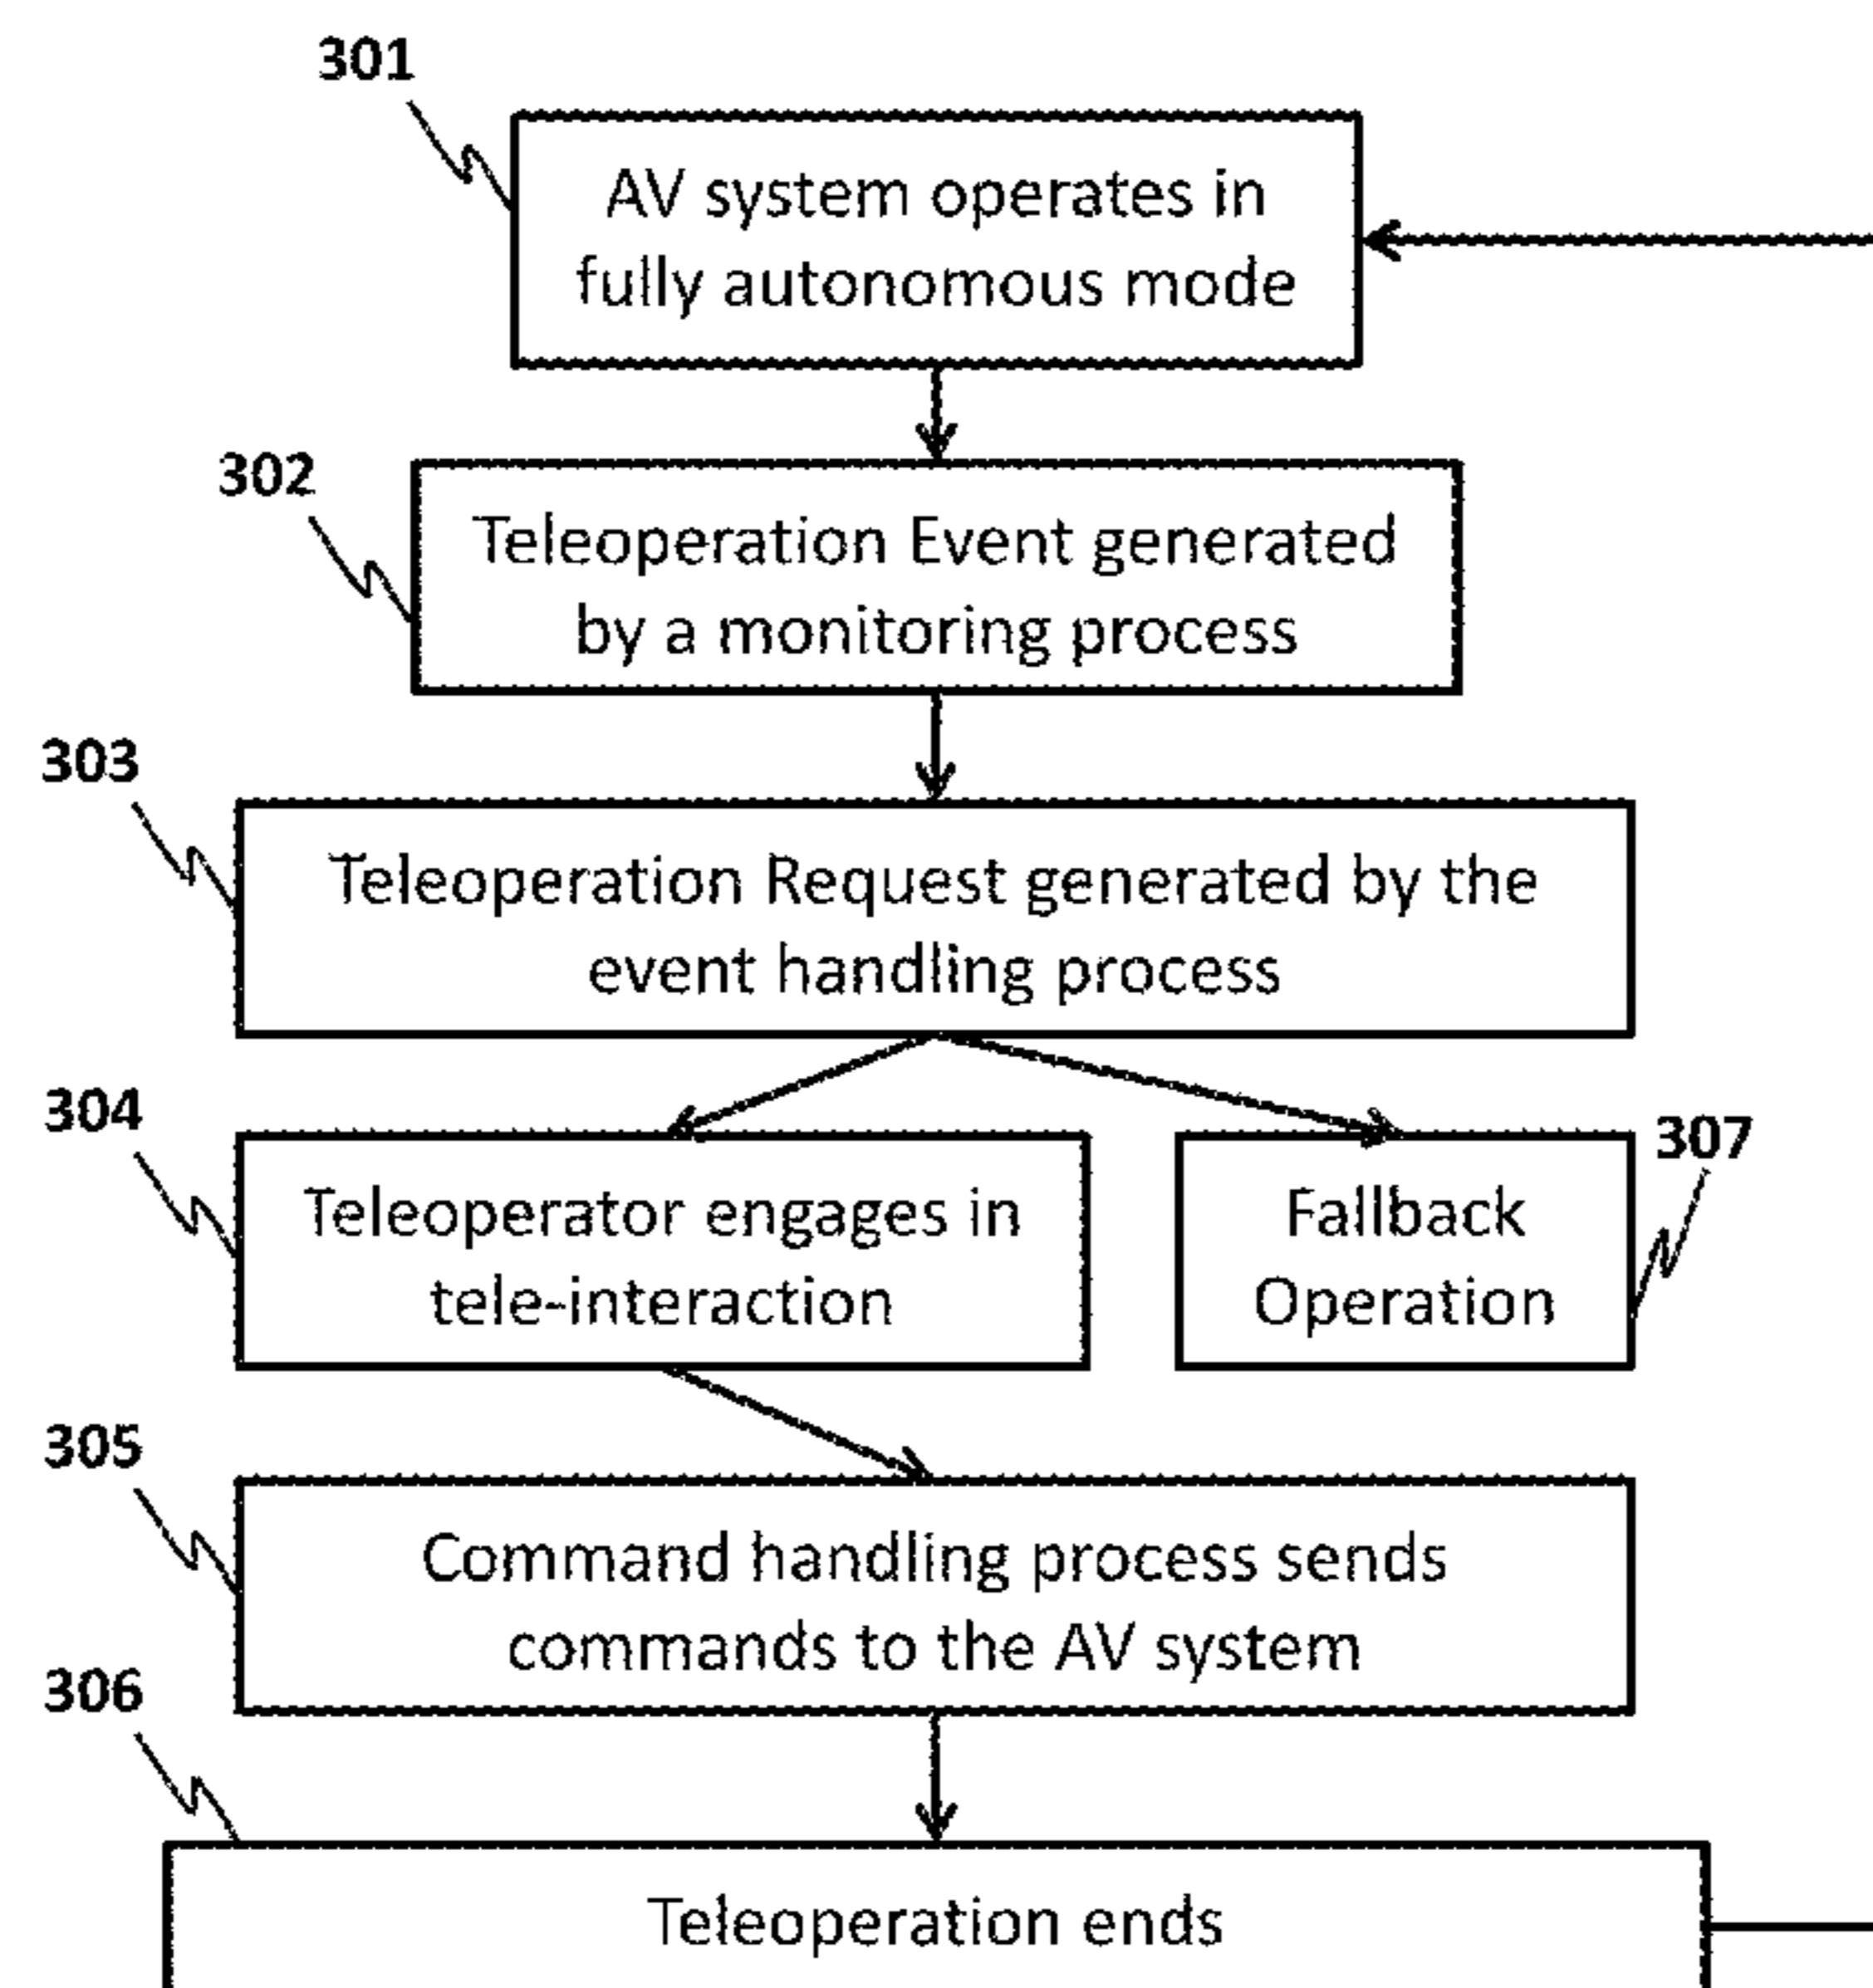 301
AV system operates in
fully autonomous mode
302
Teleoperation Event generated
by a monitoring process
303
Teleoperation Request generated by the
event handling process
304
Teleoperator engages in
tele-interaction
Fallback
Operation
307
305
Command handling process sends
commands to the AV system
306
Teleoperation ends